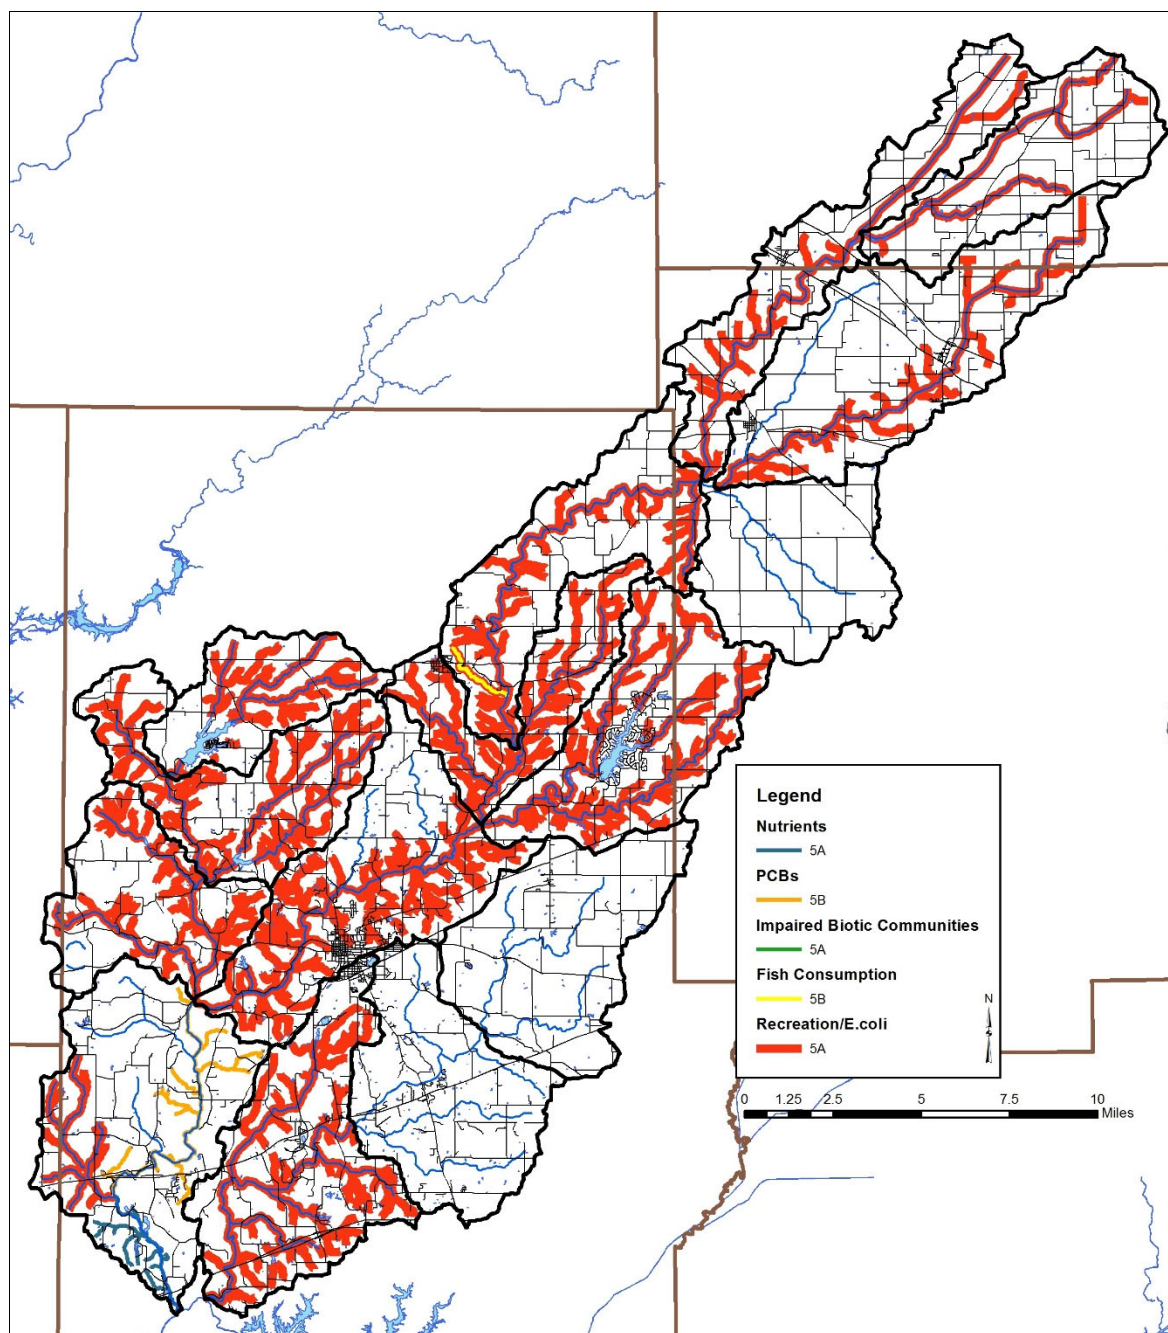 Legend
Nutrients
5A
PCBs
5B
Impaired Biotic Communities
5A
Fish Consumption
5B
Recreation/E.coli
5A
N
0 1.25 2.5 5 7.5 10
Miles